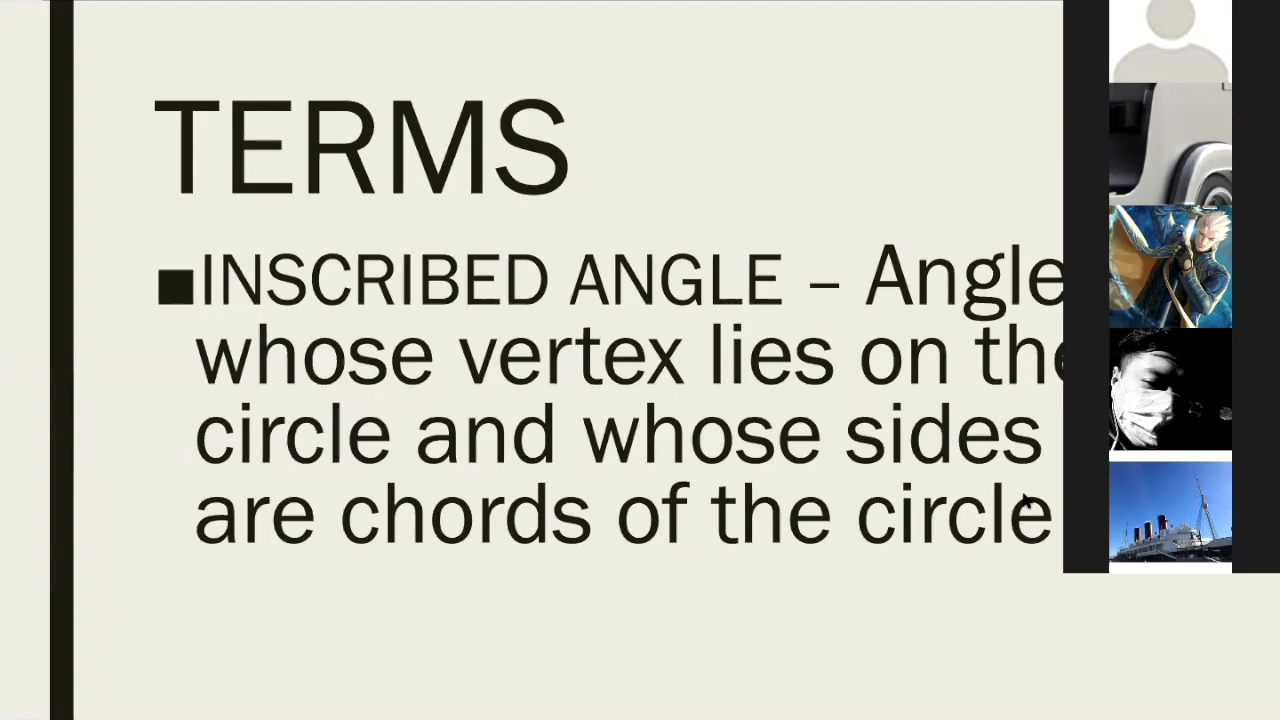 TERMS
■INSCRIBED ANGLE – Angle
whose vertex lies on the
circle and whose sides
are chords of the circle